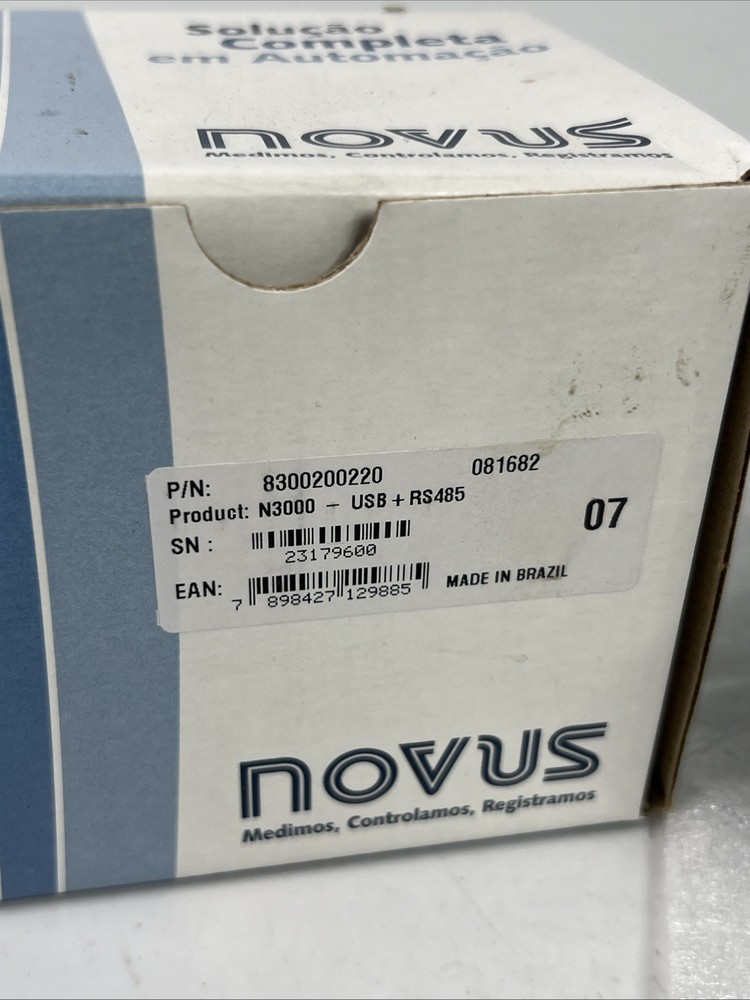 Solução
Completa
em Automação
novus
Medimos, Controlamos, Registramos
P/N: 8300200220 081682
Product: N3000 - USB + RS485
07
SN :
23179600
EAN: 7 898427 129885 MADE IN BRAZIL
novus
Medimos, Controlamos, Registramos